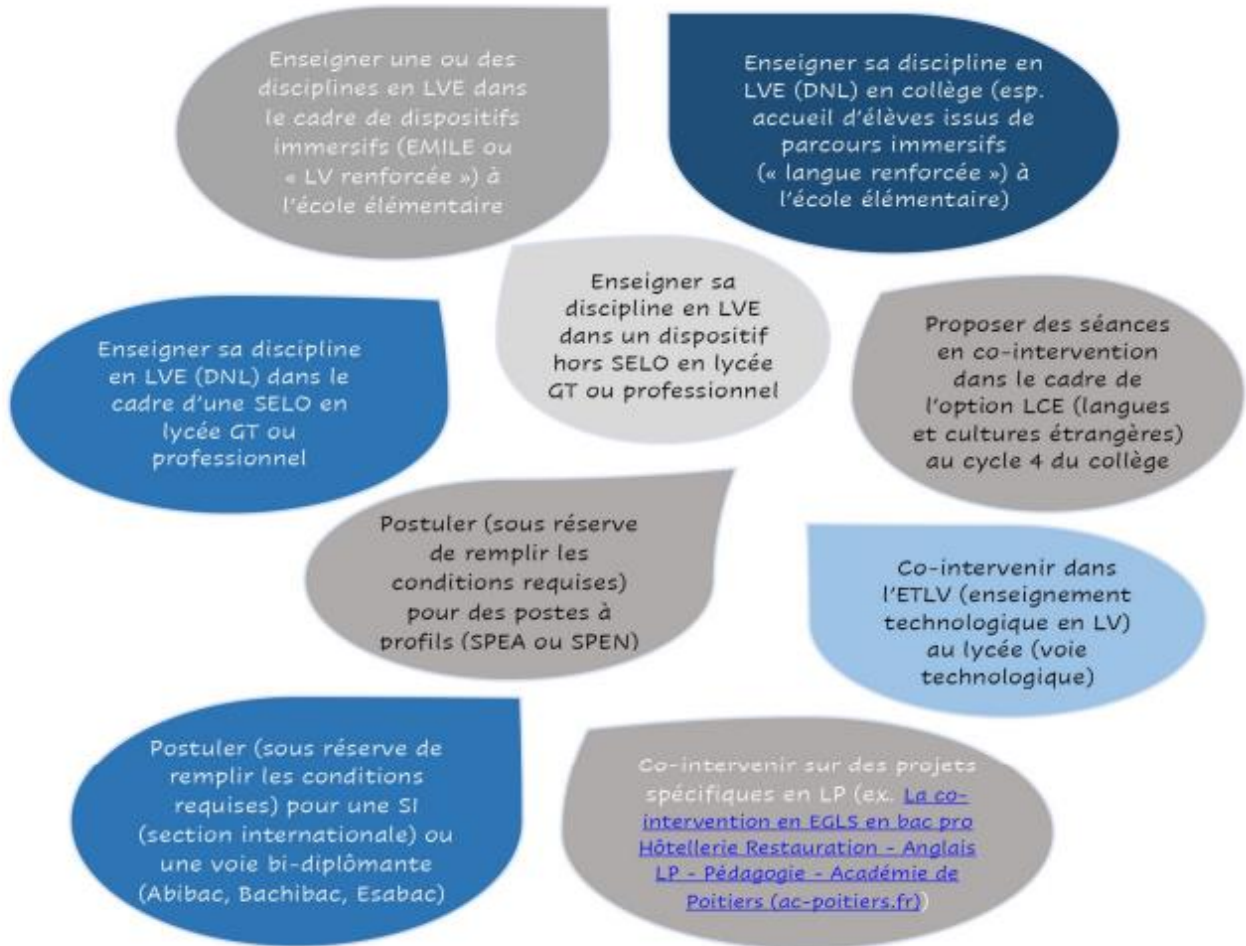 Enseigner une ou des
disciplines en LVE dans
le cadre de dispositifs
immersifs (EMILE ou
« LV renforcée ») à
l'école élémentaire
Enseigner sa discipline en
LVE (DNL) en collège (esp.
accueil d'élèves issus de
parcours immersifs
(« langue renforcée ») à
l'école élémentaire)
Enseigner sa discipline
en LVE (DNL) dans le
cadre d'une SELO en
lycée GT ou
professionnel
Enseigner sa
discipline en LVE
dans un dispositif
hors SELO en lycée
GT ou professionnel
Proposer des séances
en co-intervention
dans le cadre de
l'option LCE (langues
et cultures étrangères)
au cycle 4 du collège
Postuler (sous réserve
de remplir les
conditions requises)
pour des postes à
profils (SPEA ou SPEN)
Co-intervenir dans
l'ETLV (enseignement
technologique en LV)
au lycée (voie
technologique)
Postuler (sous réserve de
remplir les conditions
requises) pour une SI
(section internationale) ou
une voie bi-diplômante
(Abibac, Bachibac, Esabac)
Co-intervenir sur des projets
spécifiques en LP (ex. La co-
intervention en EGLS en bac pro
Hôtellerie Restauration - Anglais
LP - Pédagogie - Académie de
Poitiers (ac-poitiers.fr))